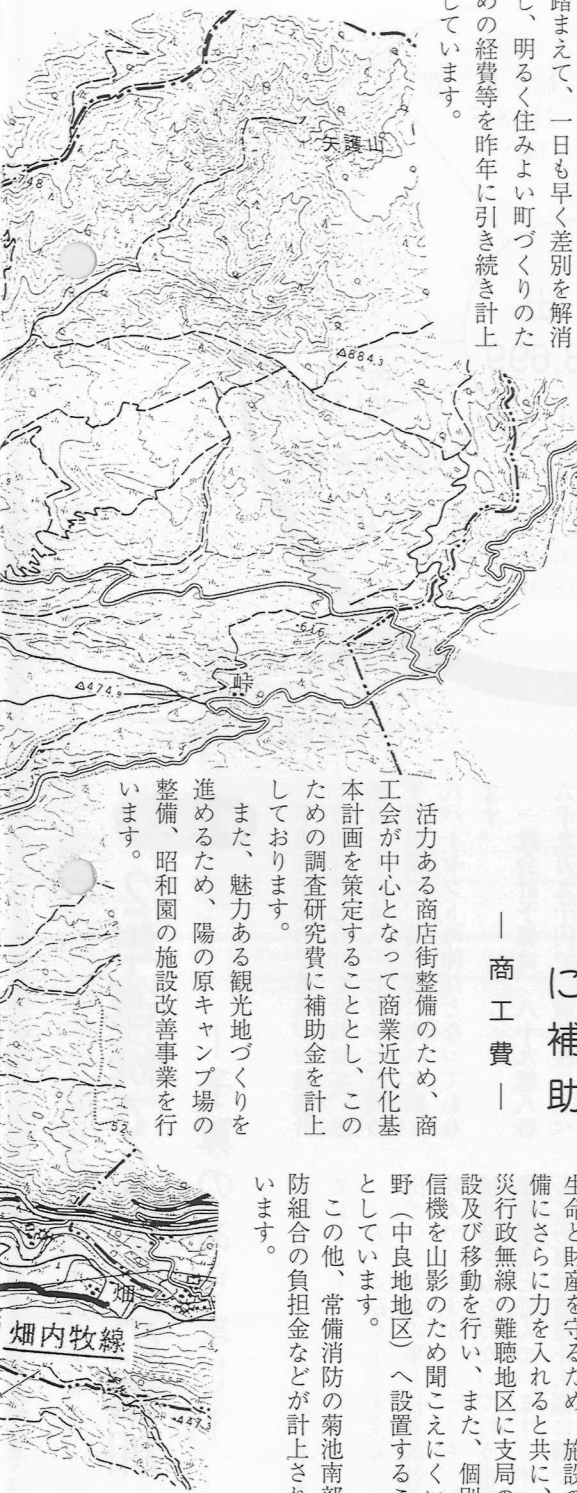 踏まえて、一日も早く差別を解消
し、明るく住みよい町づくりのた
めの経費等を昨年に引き続き計上
しています。
に補助
―商工費―
活力ある商店街整備のため、商
工会が中心となって商業近代化基
本計画を策定することとし、この
ための調査研究費に補助金を計上
しております。
また、魅力ある観光地づくりを
進めるため、陽の原キャンプ場の
整備、昭和園の施設改善事業を行
います。
生命と財産を守るため、施設の
備にさらに力を入れると共に、
災行政無線の難聴地区に支局の
設及び移動を行い、また、個別
信機を山影のため聞こえにくい
野（中良地地区）へ設置するこ
としています。
この他、常備消防の菊池南部
防組合の負担金などが計上され
います。
矢護山
748
△884.3
616
峠
△474.9
52
畑
畑内牧線
447.3